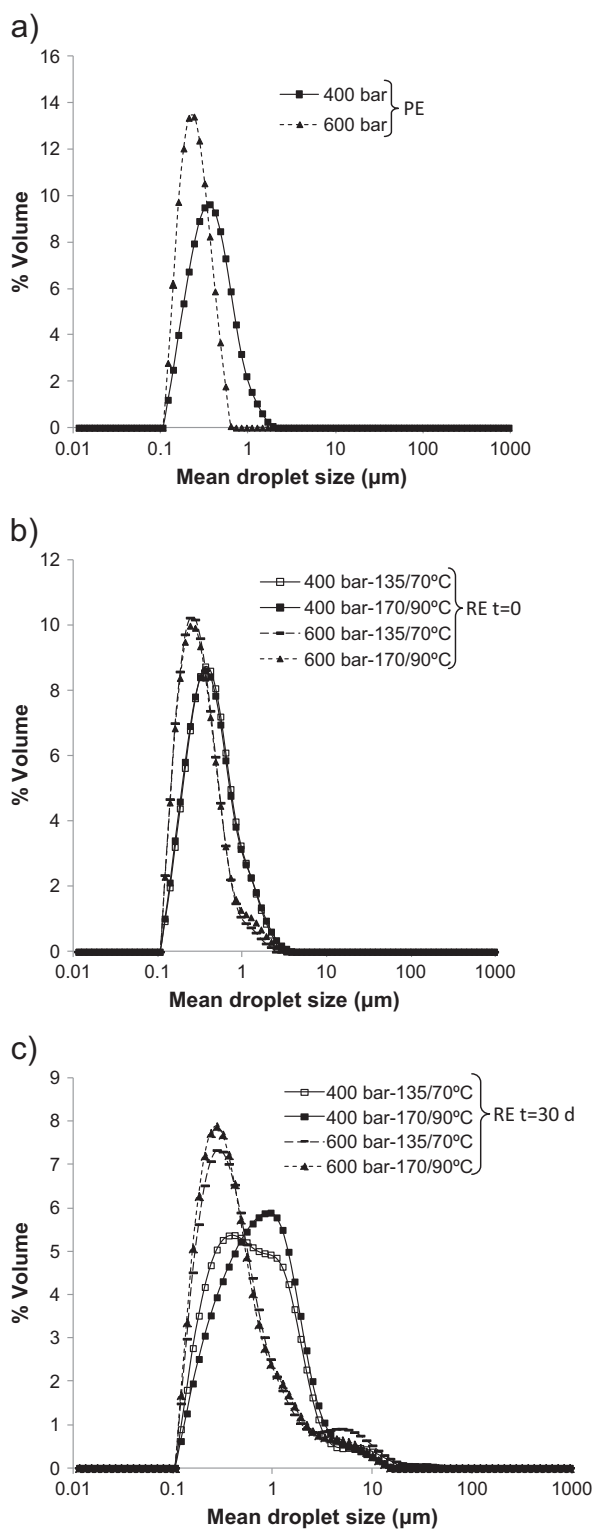 a)
16
14
12
10
8
6
4
2
0
% Volume
400 bar
600 bar
PE
0.01 0.1 1 10 100 1000
Mean droplet size (µm)
b)
12
10
8
6
4
2
0
% Volume
400 bar-135/70ºC
400 bar-170/90ºC
600 bar-135/70ºC
600 bar-170/90ºC
RE t=0
0.01 0.1 1 10 100 1000
Mean droplet size (µm)
c)
9
8
7
6
5
4
3
2
1
0
% Volume
400 bar-135/70ºC
400 bar-170/90ºC
600 bar-135/70ºC
600 bar-170/90ºC
RE t=30 d
0.01 0.1 1 10 100 1000
Mean droplet size (µm)